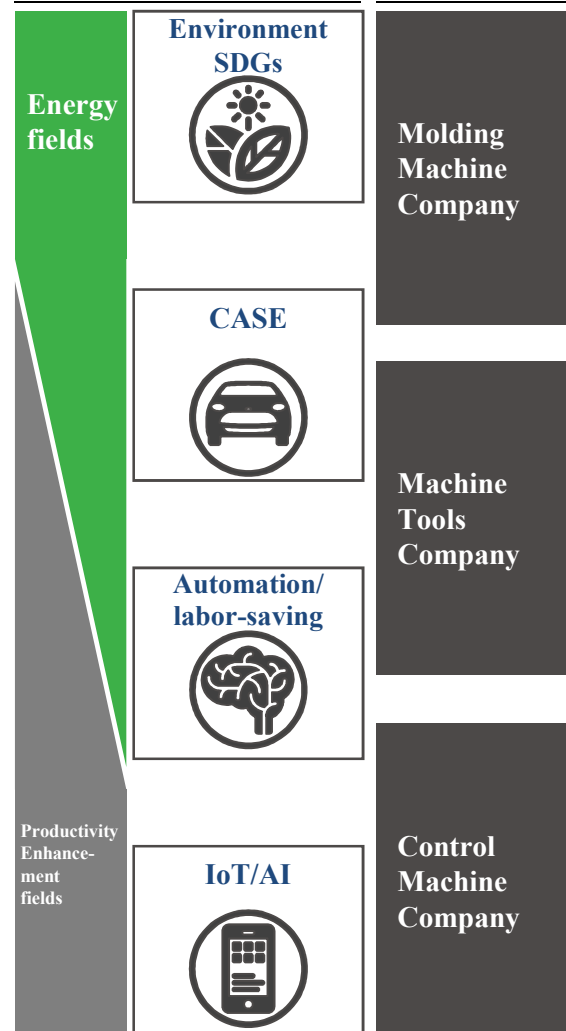 Energy
fields
Productivity
Enhance-
ment
fields
Environment
SDGs
CASE
Automation/
labor-saving
IoT/AI
Molding
Machine
Company
Machine
Tools
Company
Control
Machine
Company